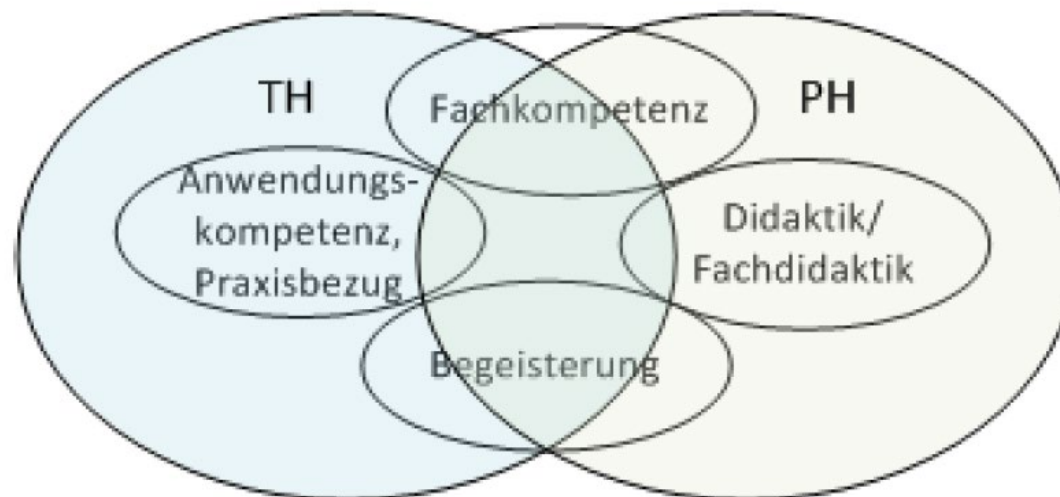 TH
PH
Fachkompetenz
Anwendungs-
kompetenz,
Praxisbezug
Didaktik/
Fachdidaktik
Begeisterung